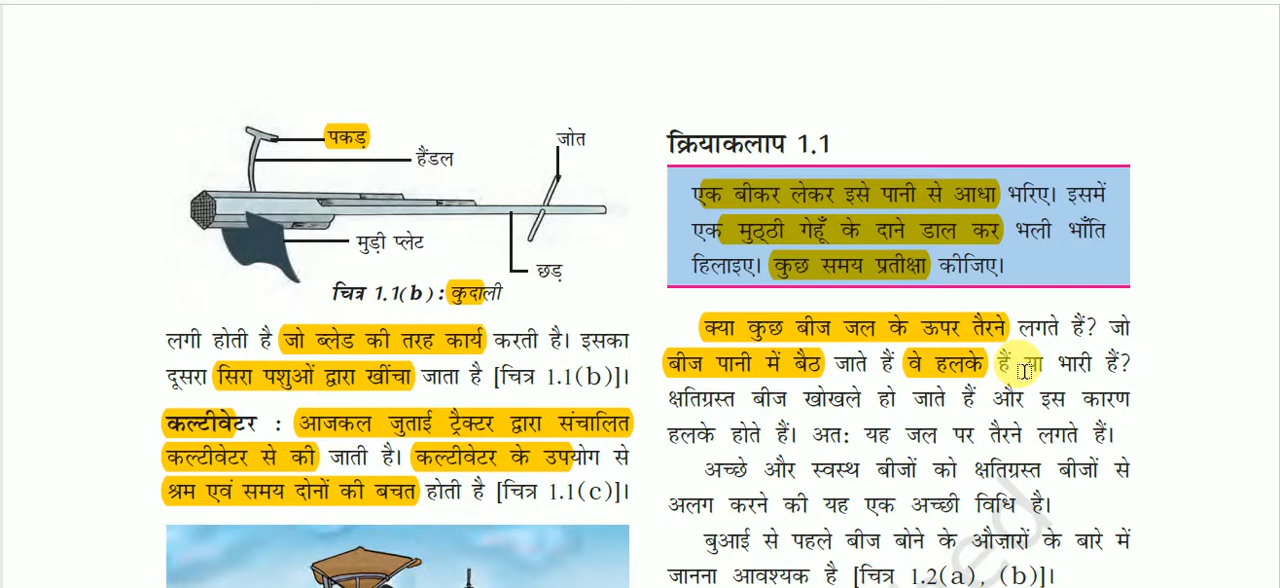 पकड़
हैंडल
जोत
मुड़ी प्लेट
छड़
चित्र 1.1(b) : कुदाली
लगी होती है जो ब्लेड की तरह कार्य करती है। इसका
दूसरा सिरा पशुओं द्वारा खींचा जाता है [चित्र 1.1(b)]।
कल्टीवेटर : आजकल जुताई ट्रैक्टर द्वारा संचालित
कल्टीवेटर से की जाती है। कल्टीवेटर के उपयोग से
श्रम एवं समय दोनों की बचत होती है [चित्र 1.1(c)]।
क्रियाकलाप 1.1
एक बीकर लेकर इसे पानी से आधा भरिए। इसमें
एक मुठ्ठी गेहूँ के दाने डाल कर भली भाँति
हिलाइए। कुछ समय प्रतीक्षा कीजिए।
क्या कुछ बीज जल के ऊपर तैरने लगते हैं? जो
बीज पानी में बैठ जाते हैं वे हलके हैं या भारी हैं?
क्षतिग्रस्त बीज खोखले हो जाते हैं और इस कारण
हलके होते हैं। अत: यह जल पर तैरने लगते हैं।
अच्छे और स्वस्थ बीजों को क्षतिग्रस्त बीजों से
अलग करने की यह एक अच्छी विधि है।
बुआई से पहले बीज बोने के औज़ारों के बारे में
जानना आवश्यक है [चित्र 1.2(a), (b)]।